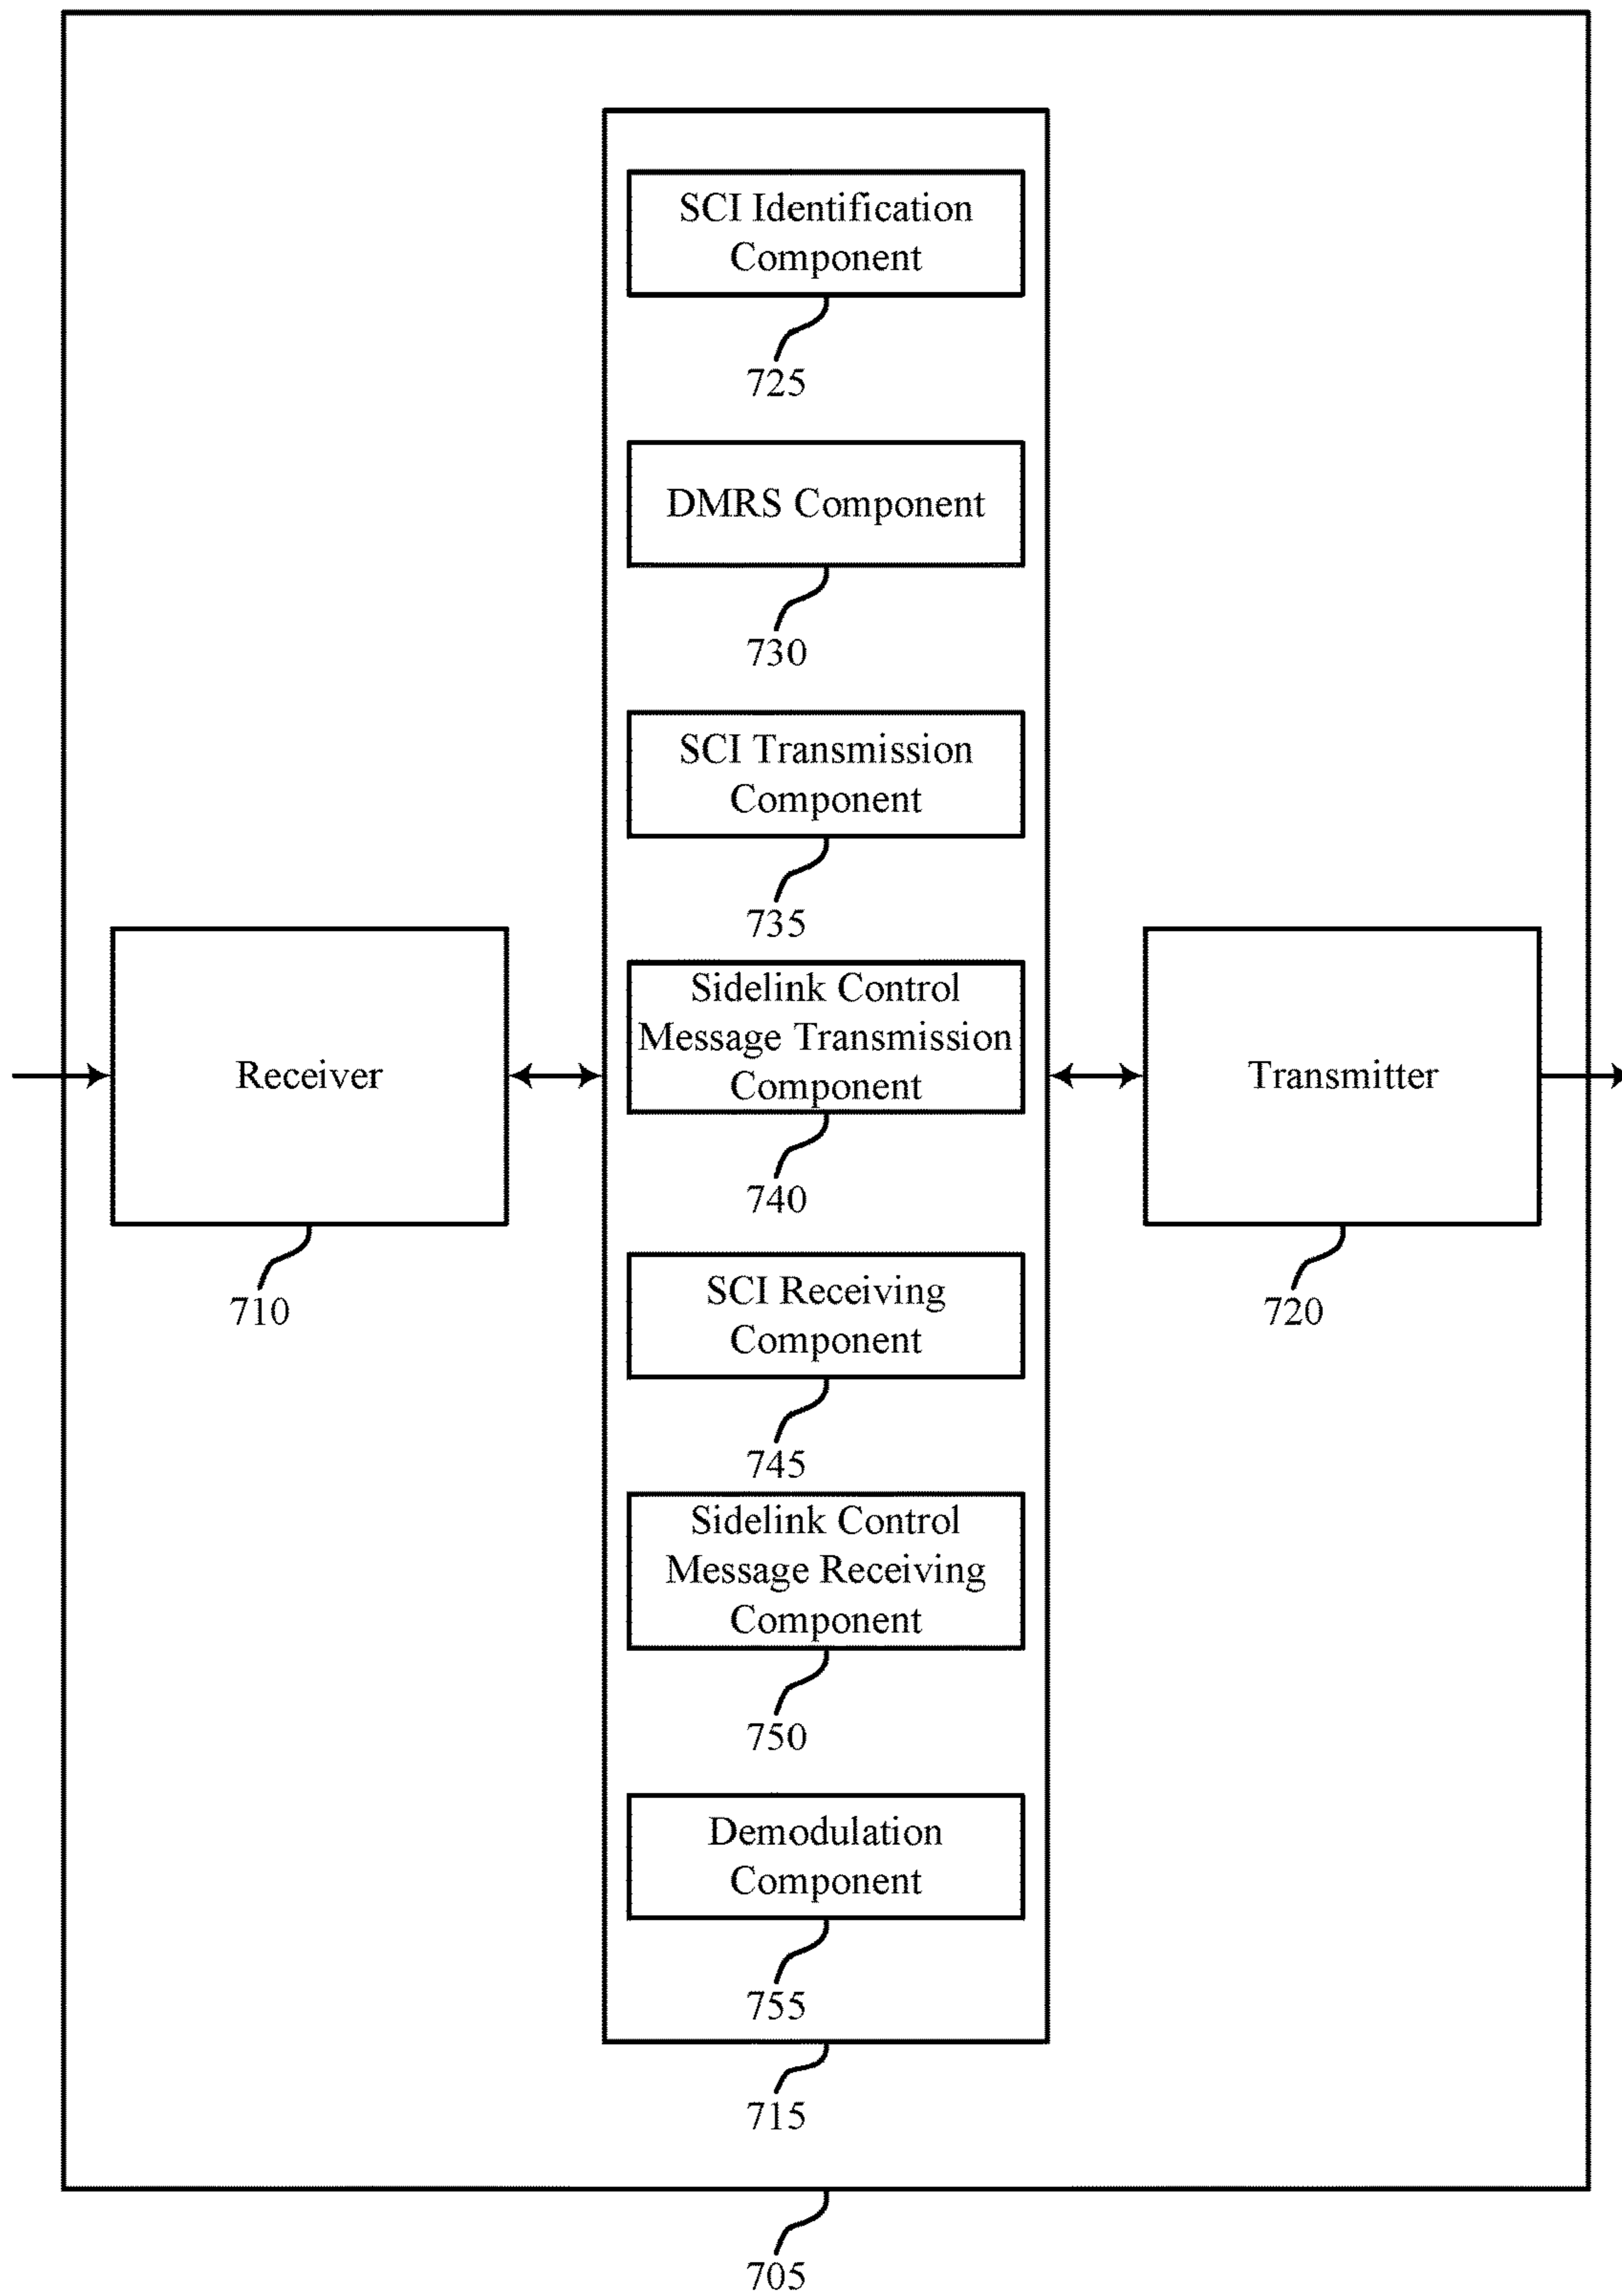 SCI Identification
Component
725
DMRS Component
730
SCI Transmission
Component
735
Sidelink Control
Message Transmission
Component
740
Receiver
710
Transmitter
720
SCI Receiving
Component
745
Sidelink Control
Message Receiving
Component
750
Demodulation
Component
755
715
705